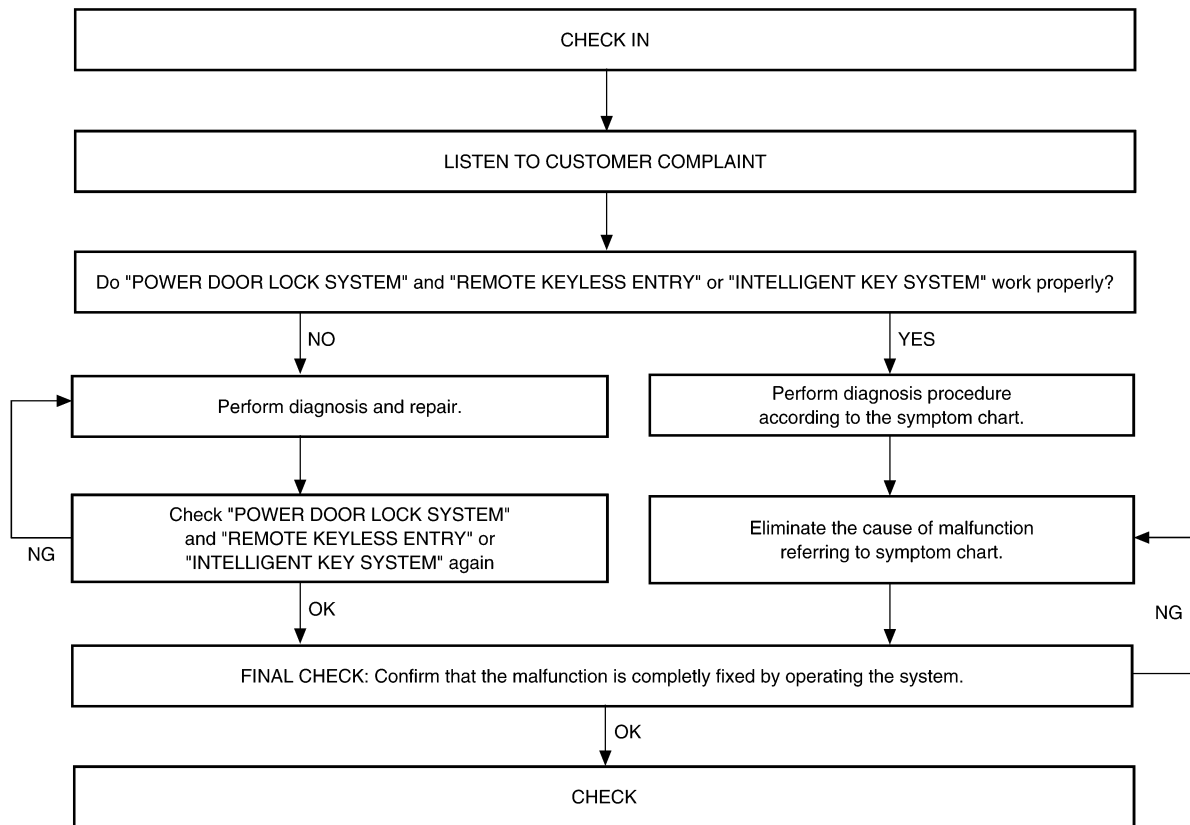 CHECK IN
LISTEN TO CUSTOMER COMPLAINT
Do "POWER DOOR LOCK SYSTEM" and "REMOTE KEYLESS ENTRY" or "INTELLIGENT KEY SYSTEM" work properly?
NO
YES
Perform diagnosis and repair.
Perform diagnosis procedure
according to the symptom chart.
Check "POWER DOOR LOCK SYSTEM"
and "REMOTE KEYLESS ENTRY" or
"INTELLIGENT KEY SYSTEM" again
Eliminate the cause of malfunction
referring to symptom chart.
NG
OK
NG
FINAL CHECK: Confirm that the malfunction is completly fixed by operating the system.
OK
CHECK